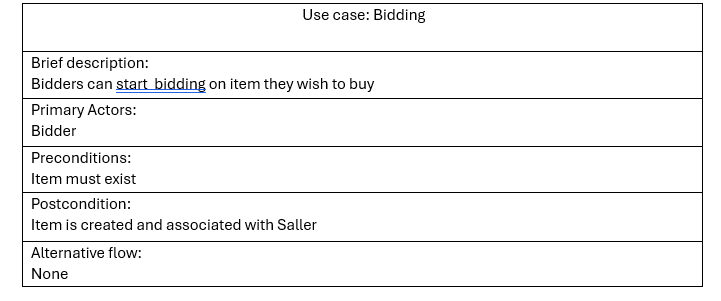 Use case: Bidding
Brief description:
Bidders can start bidding on item they wish to buy
Primary Actors:
Bidder
Preconditions:
Item must exist
Postcondition:
Item is created and associated with Saller
Alternative flow:
None